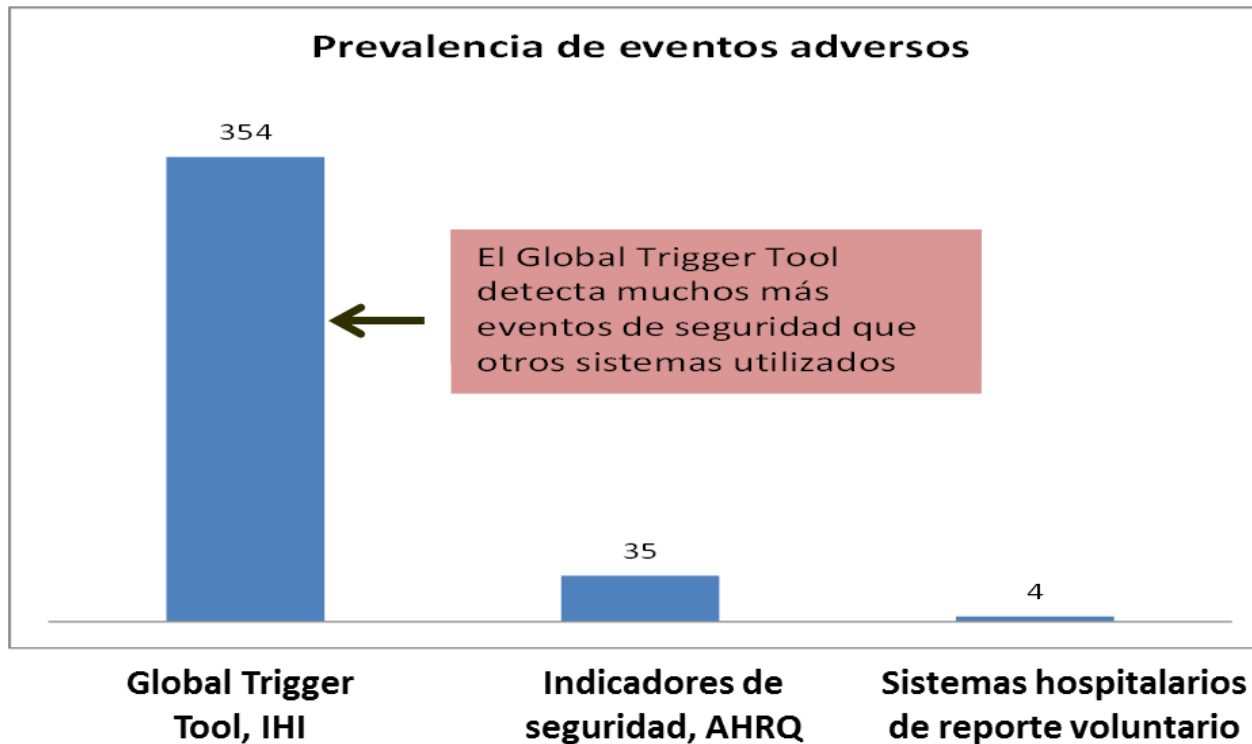 Prevalencia de eventos adversos
354
El Global Trigger Tool
detecta muchos más
eventos de seguridad que
otros sistemas utilizados
35
4
Global Trigger
Tool, IHI
Indicadores de
seguridad, AHRQ
Sistemas hospitalarios
de reporte voluntario